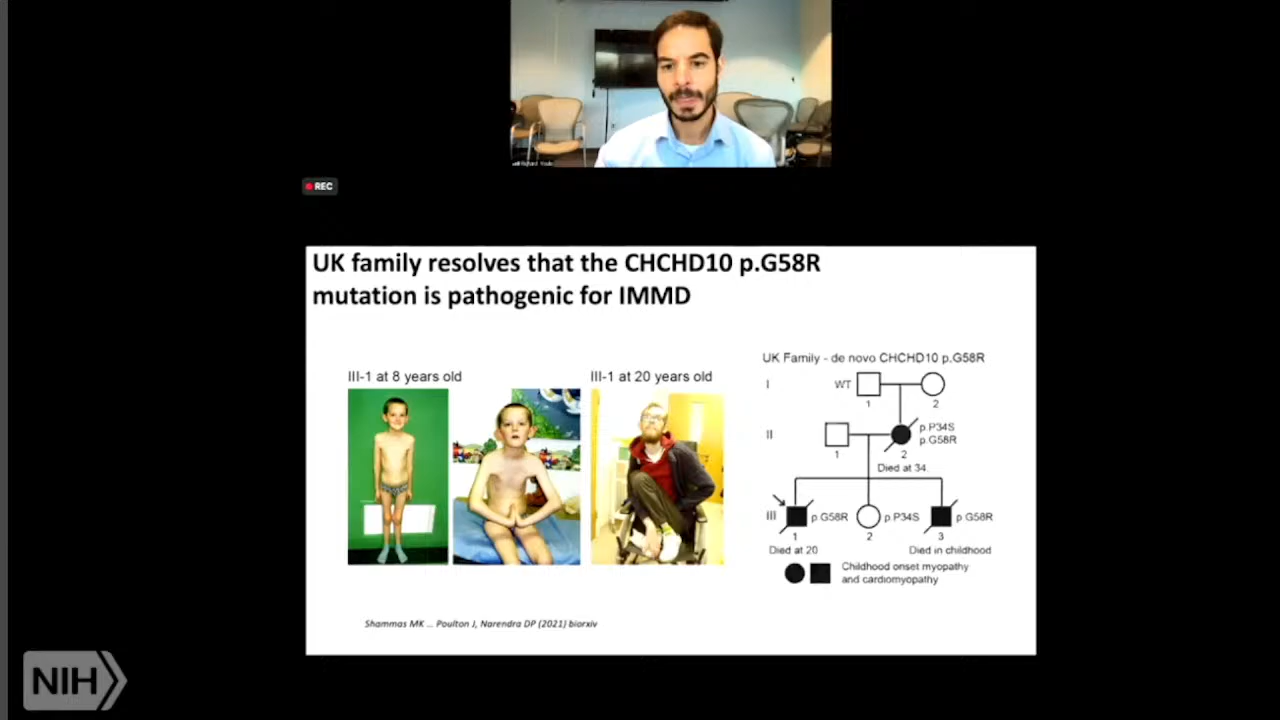 REC
UK family resolves that the CHCHD10 p.G58R
mutation is pathogenic for IMMD
III-1 at 8 years old
III-1 at 20 years old
UK Family - de novo CHCHD10 p.G58R
I
WT
1
2
II
p.P34S
p.G58R
1
2
Died at 34.
III
p G58R
p.P34S
p G58R
1
2
3
Died at 20
Died in childhood
Childhood onset myopathy
and cardiomyopathy
Shammas MK ... Poulton J, Narendra DP (2021) biorxiv
NIH